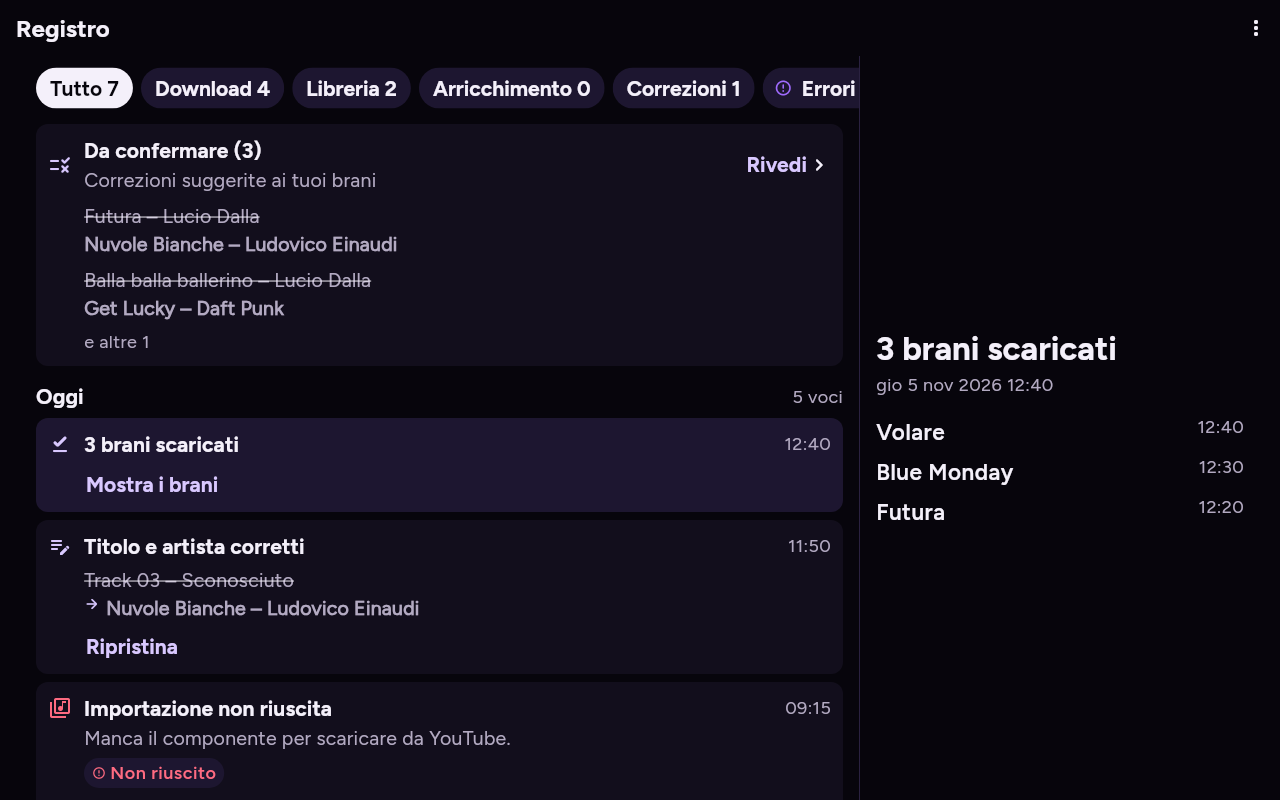 Registro
Tutto 7
Download 4
Libreria 2
Arricchimento 0
Correzioni 1
Errori
Da confermare (3)
Correzioni suggerite ai tuoi brani
Rivedi
Futura – Lucio Dalla
Nuvole Bianche – Ludovico Einaudi
Balla balla ballerino – Lucio Dalla
Get Lucky – Daft Punk
e altre 1
Oggi
5 voci
3 brani scaricati
12:40
Mostra i brani
Titolo e artista corretti
11:50
Track 03 – Sconosciuto
→ Nuvole Bianche – Ludovico Einaudi
Ripristina
Importazione non riuscita
09:15
Manca il componente per scaricare da YouTube.
Non riuscito
3 brani scaricati
gio 5 nov 2026 12:40
Volare
12:40
Blue Monday
12:30
Futura
12:20